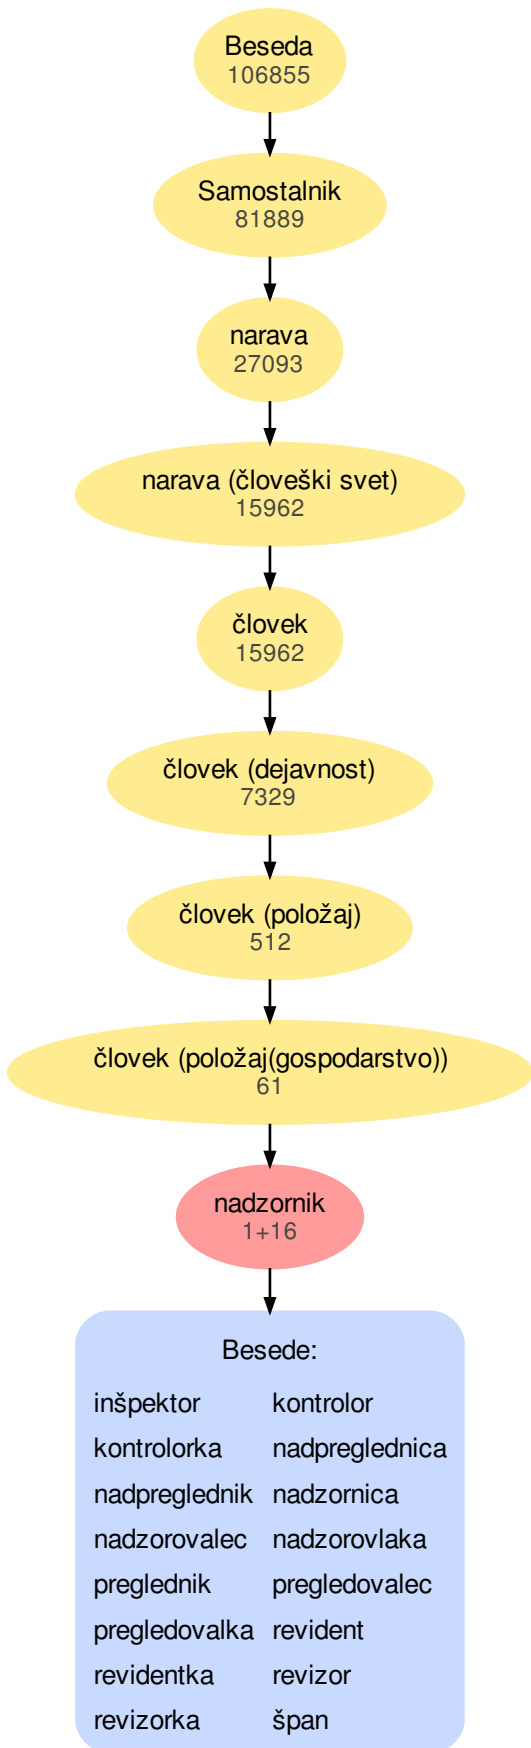 Beseda
106855
Samostalnik
81889
narava
27093
narava (človeški svet)
15962
človek
15962
človek (dejavnost)
7329
človek (položaj)
512
človek (položaj(gospodarstvo))
61
nadzornik
1+16
Besede:
inšpektor kontrolor
kontrolorka nadpreglednica
nadpreglednik nadzornica
nadzorovalec nadzorovlaka
preglednik pregledovalec
pregledovalka revident
revidentka revizor
revizorka špan